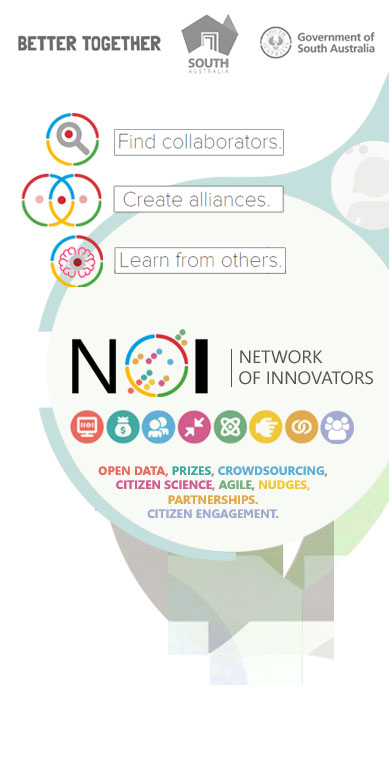 BETTER TOGETHER
SOUTH
AUSTRALIA
Government of
South Australia
Find collaborators.
Create alliances.
Learn from others.
NOI
NETWORK
OF INNOVATORS
OPEN DATA, PRIZES, CROWDSOURCING,
CITIZEN SCIENCE, AGILE, NUDGES,
PARTNERSHIPS.
CITIZEN ENGAGEMENT.